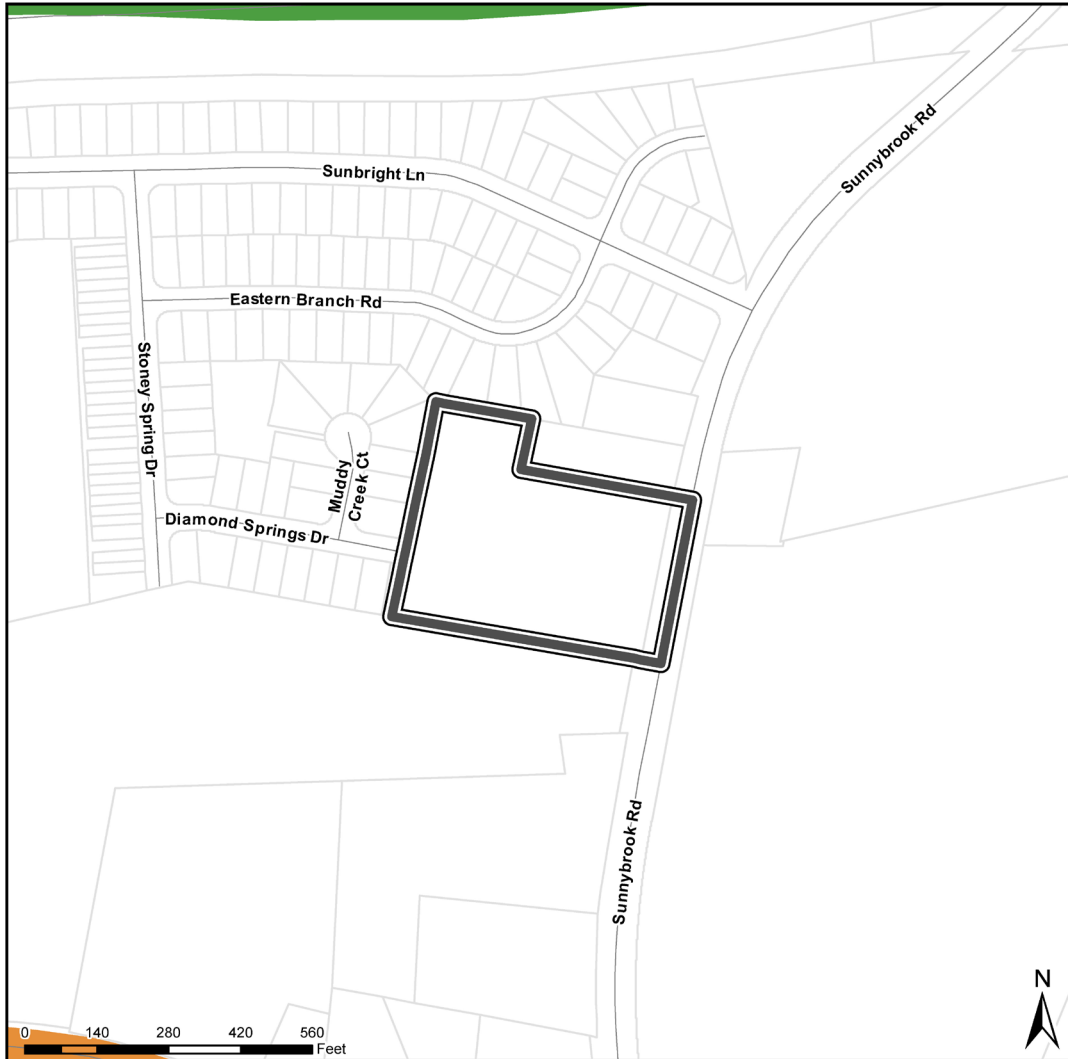 Sunnybrook Rd
Sunbright Ln
Eastern Branch Rd
Stoney Spring Dr
Muddy
Creek Ct
Diamond Springs Dr
Sunnybrook Rd
N
0 140 280 420 560
Feet